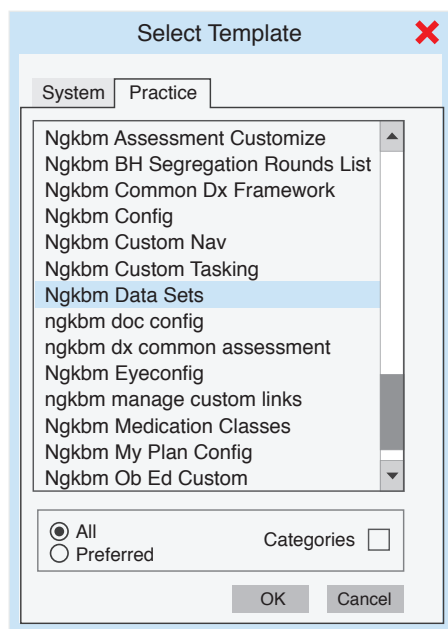 Select Template
System Practice
Ngkbm Assessment Customize
Ngkbm BH Segregation Rounds List
Ngkbm Common Dx Framework
Ngkbm Config
Ngkbm Custom Nav
Ngkbm Custom Tasking
Ngkbm Data Sets
ngkbm doc config
ngkbm dx common assessment
Ngkbm Eyeconfig
ngkbm manage custom links
Ngkbm Medication Classes
Ngkbm My Plan Config
Ngkbm Ob Ed Custom
All
Preferred
Categories
OK Cancel